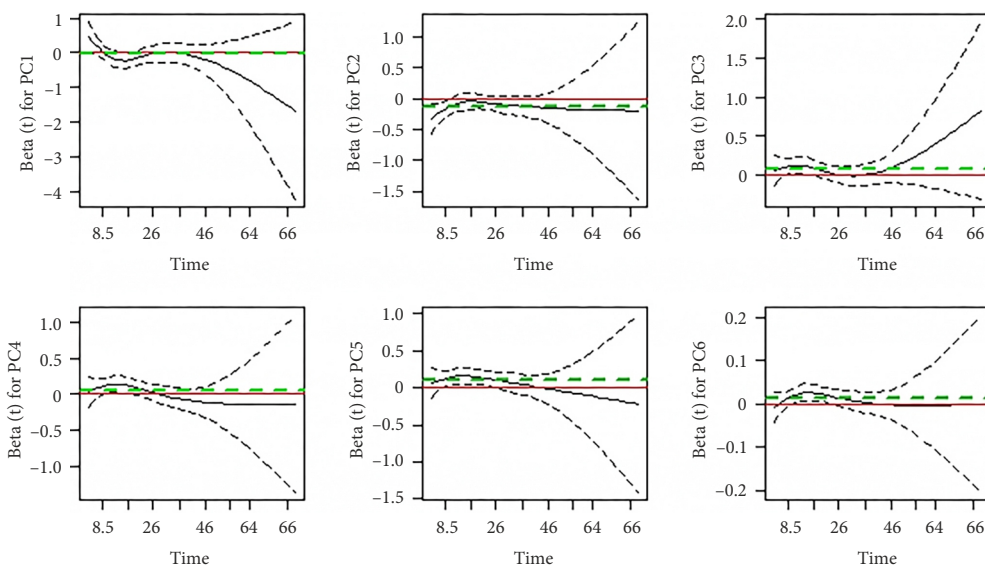 Beta (t) for PC1
1
0
–1
–2
–3
–4
8.5 26 46 64 66
Time
Beta (t) for PC2
1.0
0.5
0
–0.5
–1.0
–1.5
8.5 26 46 64 66
Time
Beta (t) for PC3
2.0
1.5
1.0
0.5
0
8.5 26 46 64 66
Time
Beta (t) for PC4
1.0
0.5
0
–0.5
–1.0
8.5 26 46 64 66
Time
Beta (t) for PC5
1.0
0.5
0
–0.5
–1.0
–1.5
8.5 26 46 64 66
Time
Beta (t) for PC6
0.2
0.1
0
–0.1
–0.2
8.5 26 46 64 66
Time